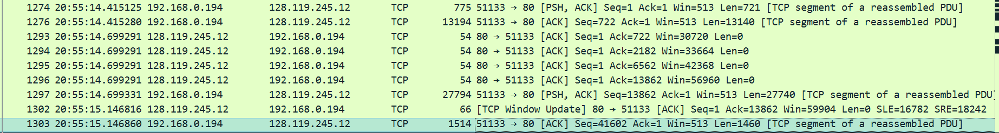 1274 20:55:14.415125 192.168.0.194 128.119.245.12 TCP 775 51133 → 80 [PSH, ACK] Seq=1 Ack=1 Win=513 Len=721 [TCP segment of a reassembled PDU]
1276 20:55:14.415280 192.168.0.194 128.119.245.12 TCP 13194 51133 → 80 [ACK] Seq=722 Ack=1 Win=513 Len=13140 [TCP segment of a reassembled PDU]
1293 20:55:14.699291 128.119.245.12 192.168.0.194 TCP 54 80 → 51133 [ACK] Seq=1 Ack=722 Win=30720 Len=0
1294 20:55:14.699291 128.119.245.12 192.168.0.194 TCP 54 80 → 51133 [ACK] Seq=1 Ack=2182 Win=33664 Len=0
1295 20:55:14.699291 128.119.245.12 192.168.0.194 TCP 54 80 → 51133 [ACK] Seq=1 Ack=6562 Win=42368 Len=0
1296 20:55:14.699291 128.119.245.12 192.168.0.194 TCP 54 80 → 51133 [ACK] Seq=1 Ack=13862 Win=56960 Len=0
1297 20:55:14.699331 192.168.0.194 128.119.245.12 TCP 27794 51133 → 80 [PSH, ACK] Seq=13862 Ack=1 Win=513 Len=27740 [TCP segment of a reassembled PDU]
1302 20:55:15.146816 128.119.245.12 192.168.0.194 TCP 66 [TCP Window Update] 80 → 51133 [ACK] Seq=1 Ack=13862 Win=59904 Len=0 SLE=16782 SRE=18242
1303 20:55:15.146860 192.168.0.194 128.119.245.12 TCP 1514 51133 → 80 [ACK] Seq=41602 Ack=1 Win=513 Len=1460 [TCP segment of a reassembled PDU]